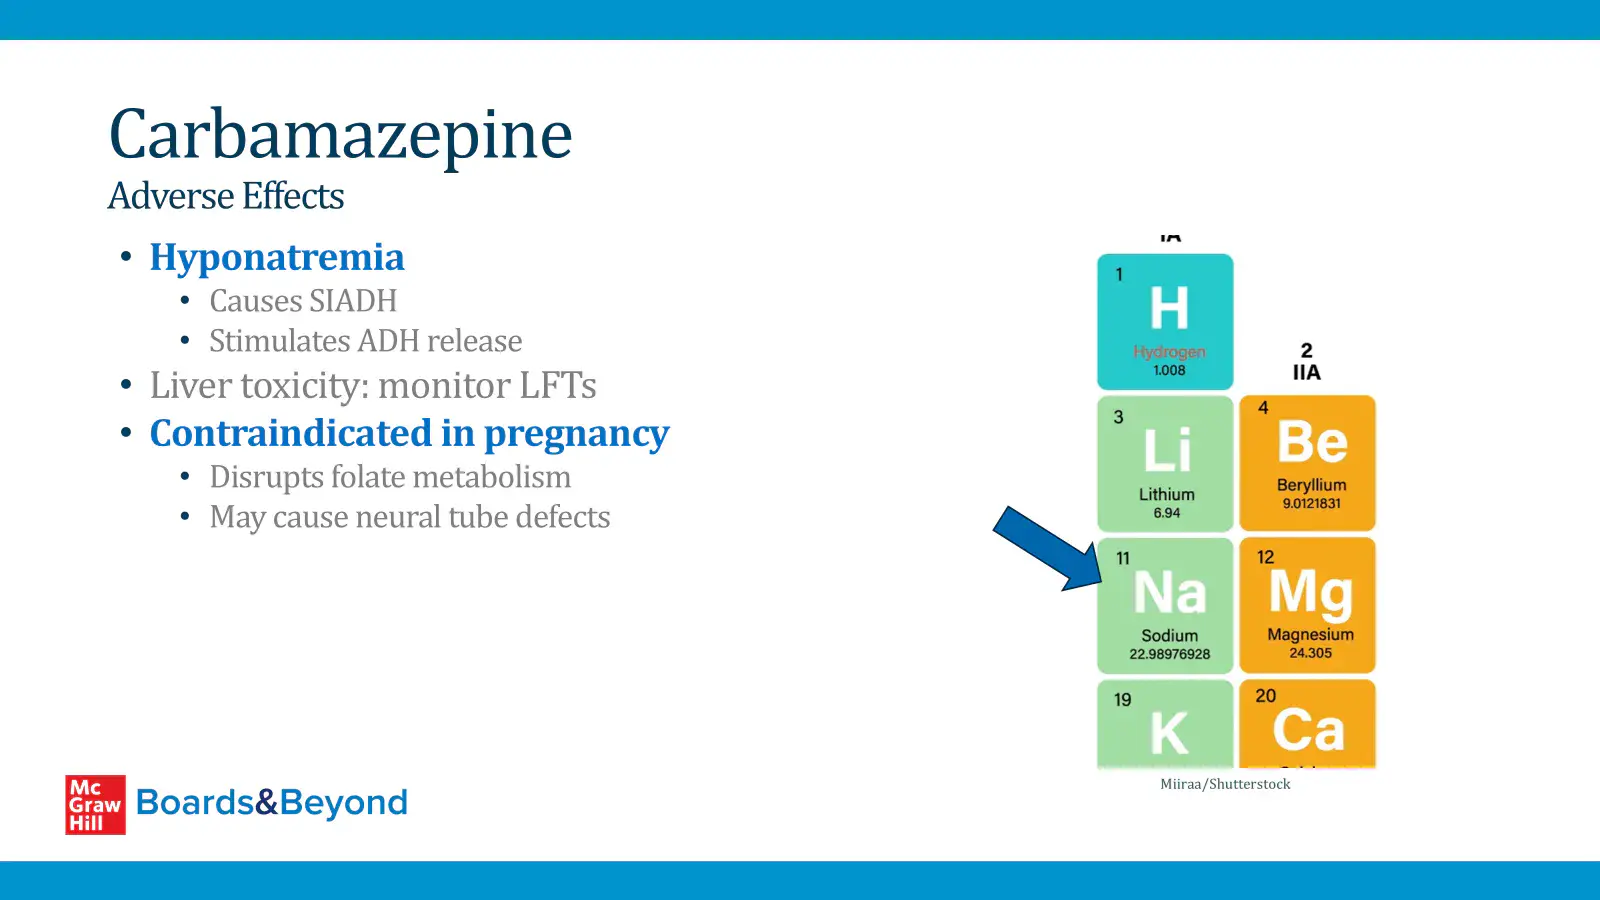 Carbamazepine
Adverse Effects
• Hyponatremia
• Causes SIADH
• Stimulates ADH release
• Liver toxicity: monitor LFTs
• Contraindicated in pregnancy
• Disrupts folate metabolism
• May cause neural tube defects
IA
1
H
Hydrogen
1.008
2
IIA
3
Li
Lithium
6.94
4
Be
Beryllium
9.0121831
11
Na
Sodium
22.98976928
12
Mg
Magnesium
24.305
19
K
20
Ca
Miiraa/Shutterstock
Mc
Graw
Hill
Boards&Beyond